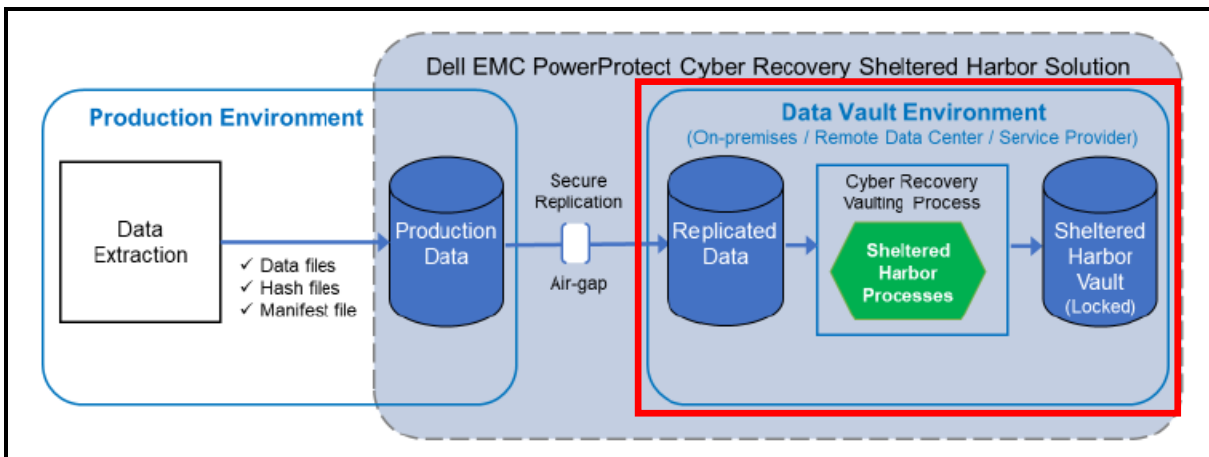 Dell EMC PowerProtect Cyber Recovery Sheltered Harbor Solution
Production Environment
Data
Extraction
✓ Data files
✓ Hash files
✓ Manifest file
Production
Data
Secure
Replication
Air-gap
Data Vault Environment
(On-premises / Remote Data Center / Service Provider)
Replicated
Data
Cyber Recovery
Vaulting Process
Sheltered
Harbor
Processes
Sheltered
Harbor
Vault
(Locked)